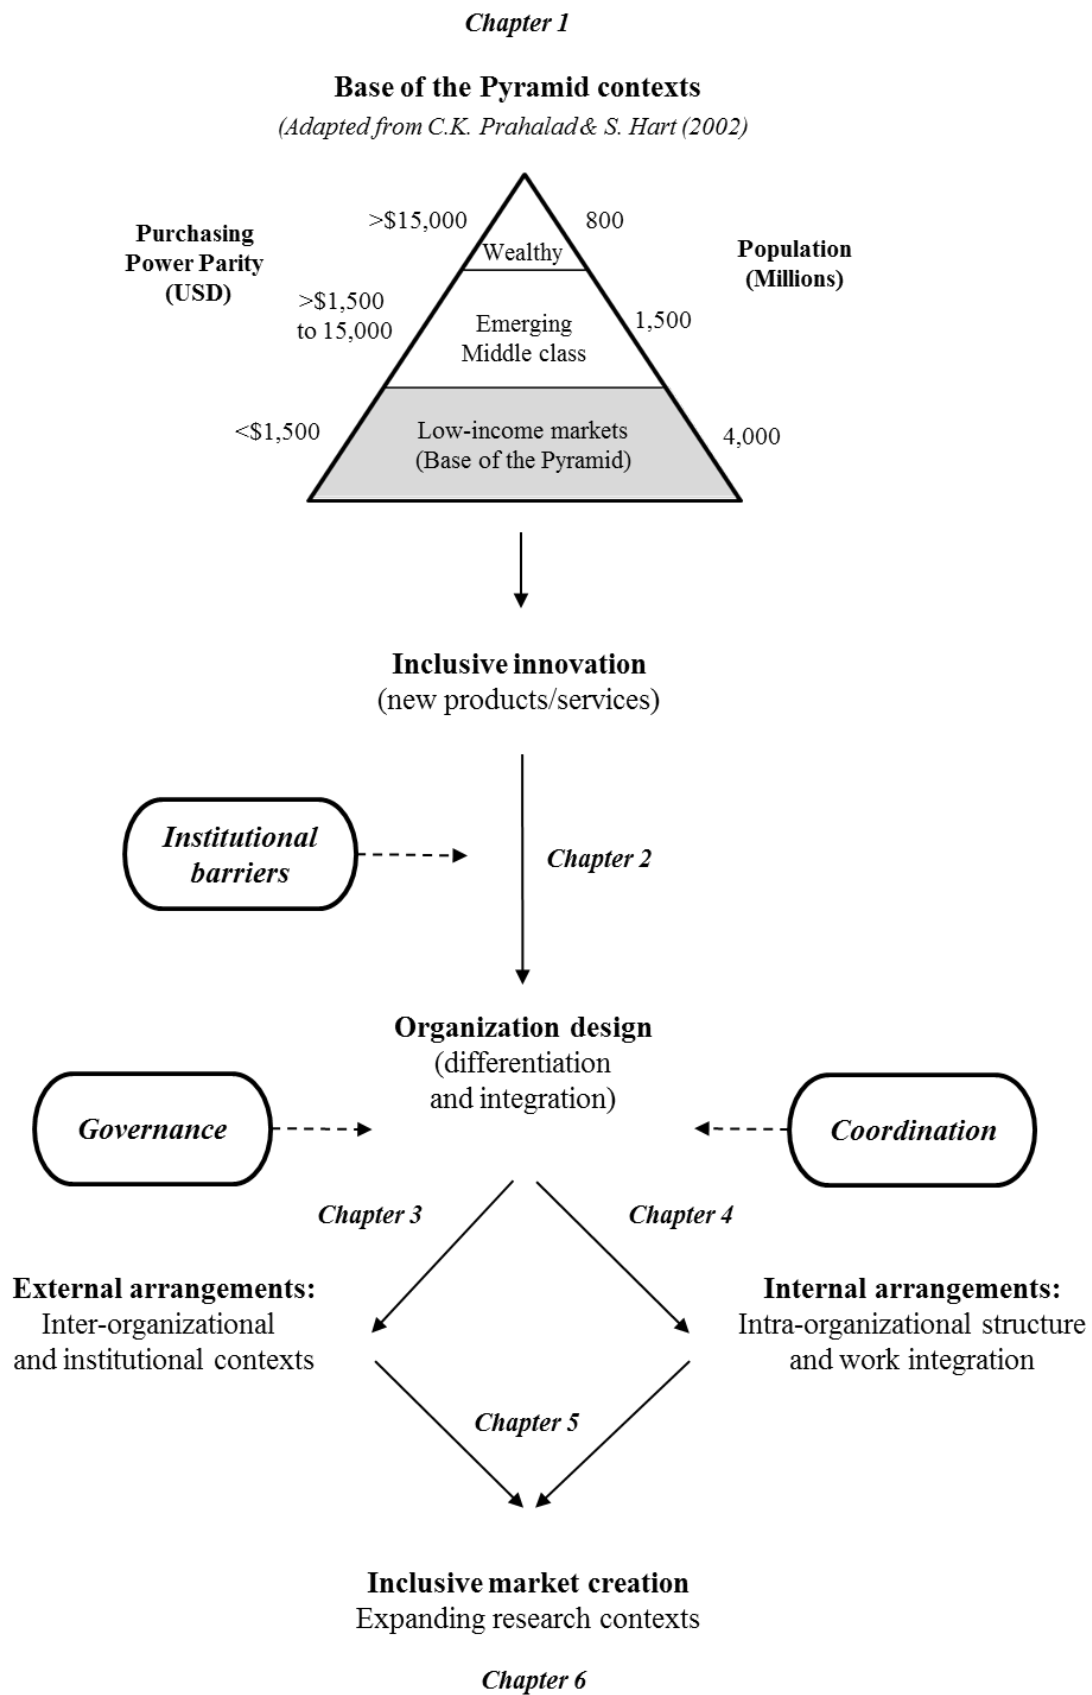 Chapter 1
Base of the Pyramid contexts
(Adapted from C.K. Prahalad & S. Hart (2002)
Purchasing
Power Parity
(USD)
>$15,000
Wealthy
800
Population
(Millions)
>$1,500
to 15,000
Emerging
Middle class
1,500
<$1,500
Low-income markets
(Base of the Pyramid)
4,000
Inclusive innovation
(new products/services)
Institutional
barriers
Chapter 2
Organization design
(differentiation
and integration)
Governance
Coordination
Chapter 3
Chapter 4
External arrangements:
Inter-organizational
and institutional contexts
Internal arrangements:
Intra-organizational structure
and work integration
Chapter 5
Inclusive market creation
Expanding research contexts
Chapter 6